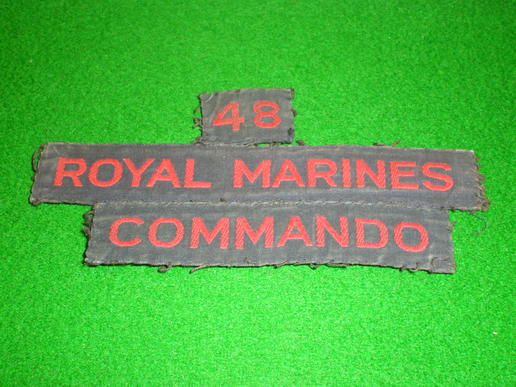 48
ROYAL MARINES
COMMANDO